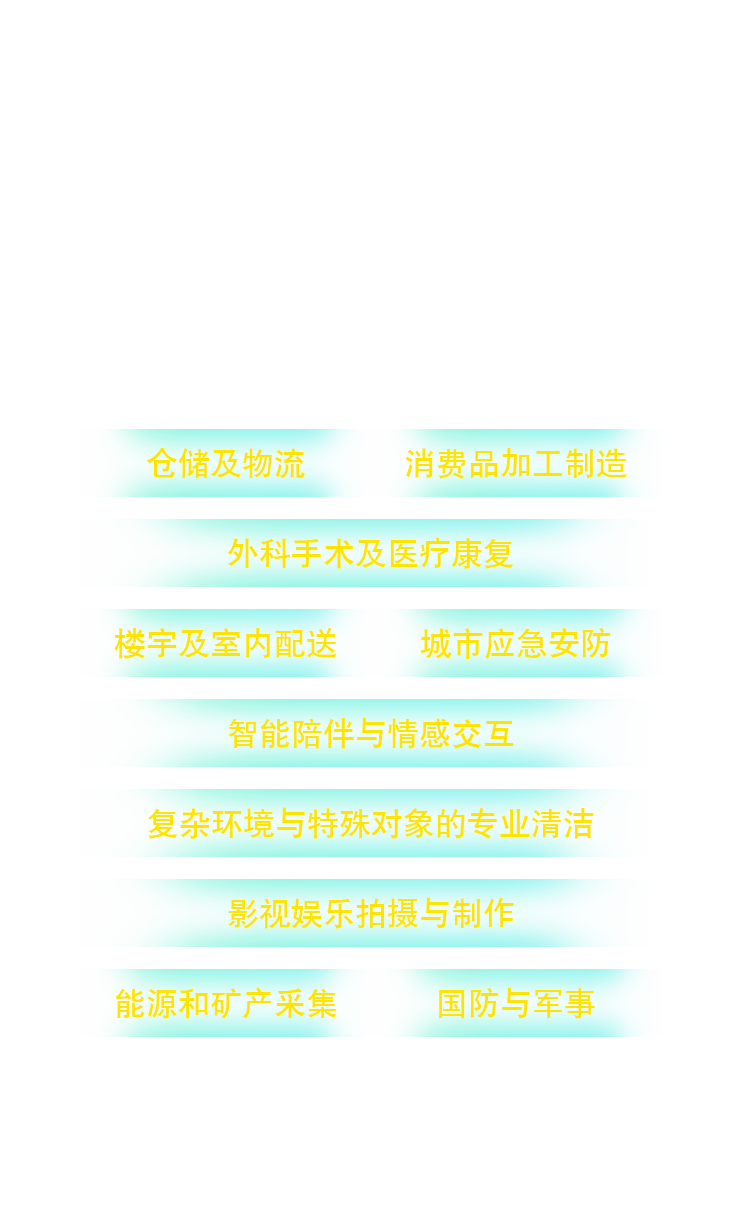 仓储及物流 消费品加工制造
外科手术及医疗康复
楼宇及室内配送 城市应急安防
智能陪伴与情感交互
复杂环境与特殊对象的专业清洁
影视娱乐拍摄与制作
能源和矿产采集 国防与军事